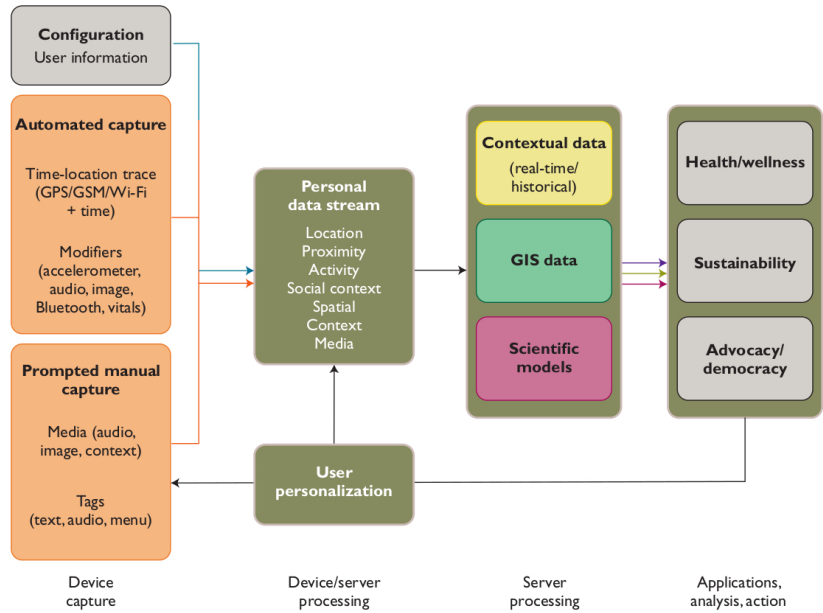 Configuration
User information
Automated capture
Time-location trace
(GPS/GSM/Wi-Fi
+ time)
Modifiers
(accelerometer,
audio, image,
Bluetooth, vitals)
Prompted manual
capture
Media (audio,
image, context)
Tags
(text, audio, menu)
Device
capture
Personal
data stream
Location
Proximity
Activity
Social context
Spatial
Context
Media
User
personalization
Device/server
processing
Contextual data
(real-time/
historical)
GIS data
Scientific
models
Server
processing
Health/wellness
Sustainability
Advocacy/
democracy
Applications,
analysis, action